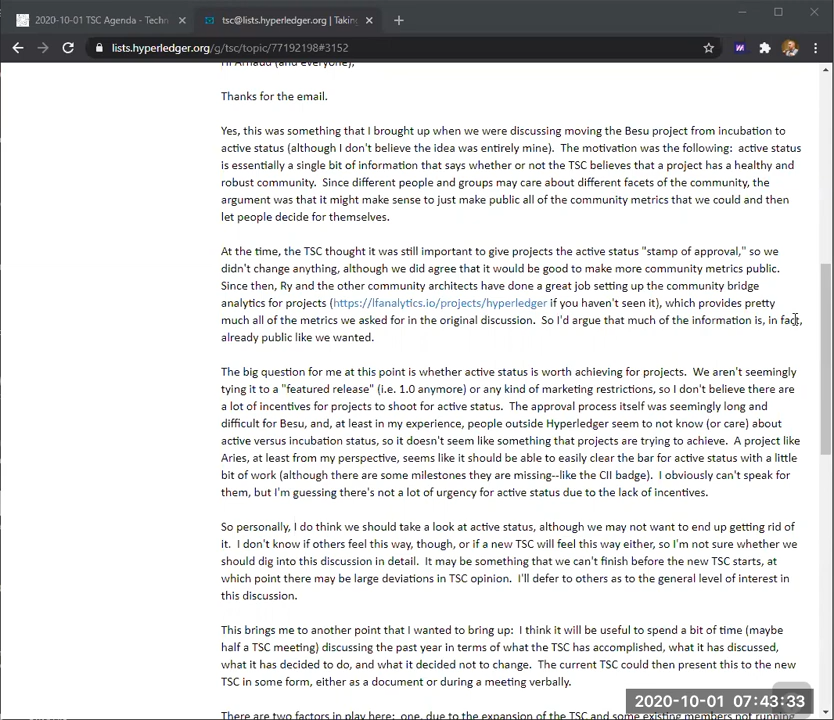 2020-10-01 TSC Agenda - Techn
tsc@lists.hyperledger.org | Takin
lists.hyperledger.org/g/tsc/topic/77192198#3152
Hi Arnaud (and everyone),
Thanks for the email.
Yes, this was something that I brought up when we were discussing moving the Besu project from incubation to
active status (although I don't believe the idea was entirely mine).  The motivation was the following:  active status
is essentially a single bit of information that says whether or not the TSC believes that a project has a healthy and
robust community.  Since different people and groups may care about different facets of the community, the
argument was that it might make sense to just make public all of the community metrics that we could and then
let people decide for themselves.
At the time, the TSC thought it was still important to give projects the active status "stamp of approval," so we
didn't change anything, although we did agree that it would be good to make more community metrics public.
Since then, Ry and the other community architects have done a great job setting up the community bridge
analytics for projects (https://lfanalytics.io/projects/hyperledger if you haven't seen it), which provides pretty
much all of the metrics we asked for in the original discussion.  So I'd argue that much of the information is, in fact,
already public like we wanted.
The big question for me at this point is whether active status is worth achieving for projects.  We aren't seemingly
tying it to a "featured release" (i.e. 1.0 anymore) or any kind of marketing restrictions, so I don't believe there are
a lot of incentives for projects to shoot for active status.  The approval process itself was seemingly long and
difficult for Besu, and, at least in my experience, people outside Hyperledger seem to not know (or care) about
active versus incubation status, so it doesn't seem like something that projects are trying to achieve.  A project like
Aries, at least from my perspective, seems like it should be able to easily clear the bar for active status with a little
bit of work (although there are some milestones they are missing--like the CII badge).  I obviously can't speak for
them, but I'm guessing there's not a lot of urgency for active status due to the lack of incentives.
So personally, I do think we should take a look at active status, although we may not want to end up getting rid of
it.  I don't know if others feel this way, though, or if a new TSC will feel this way either, so I'm not sure whether we
should dig into this discussion in detail.  It may be something that we can't finish before the new TSC starts, at
which point there may be large deviations in TSC opinion.  I'll defer to others as to the general level of interest in
this discussion.
This brings me to another point that I wanted to bring up:  I think it will be useful to spend a bit of time (maybe
half a TSC meeting) discussing the past year in terms of what the TSC has accomplished, what it has discussed,
what it has decided to do, and what it decided not to change.  The current TSC could then present this to the new
TSC in some form, either as a document or during a meeting verbally.
2020-10-01 07:43:33
There are two factors in play here:  one, due to the expansion of the TSC and some existing members not running